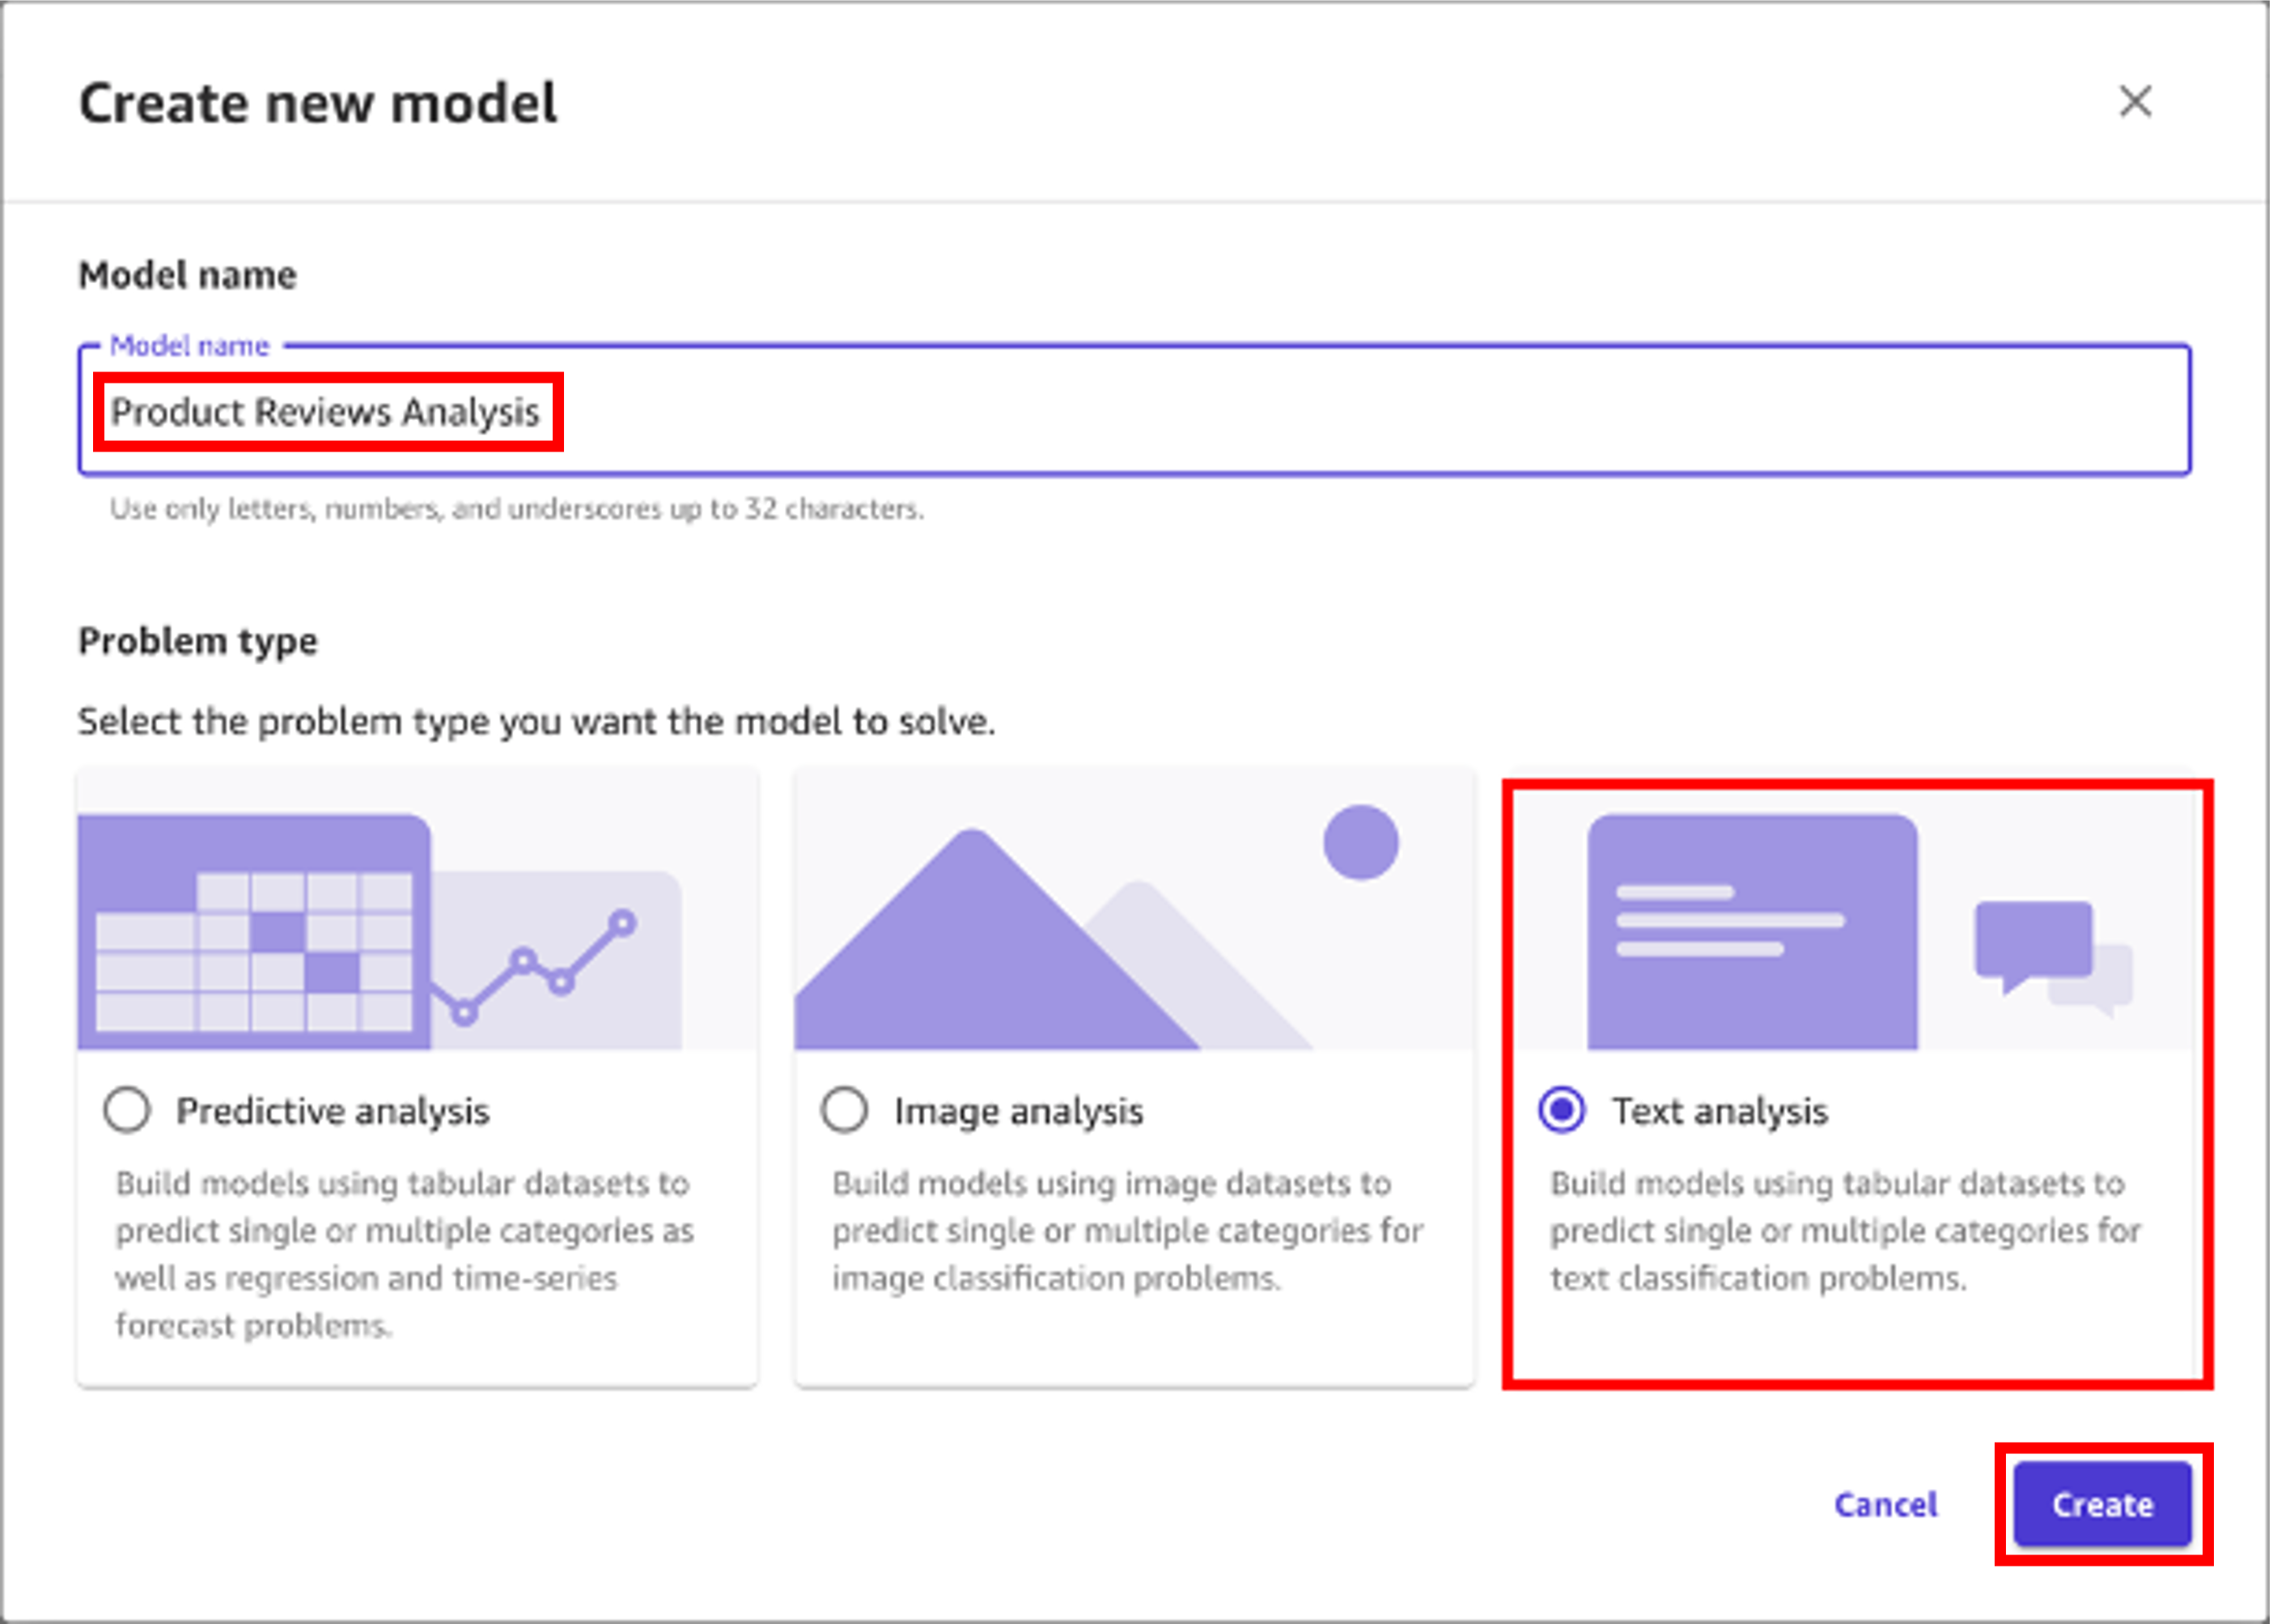 Create new model
Model name
Model name
Product Reviews Analysis
Use only letters, numbers, and underscores up to 32 characters.
Problem type
Select the problem type you want the model to solve.
Predictive analysis
Build models using tabular datasets to
predict single or multiple categories as
well as regression and time-series
forecast problems.
Image analysis
Build models using image datasets to
predict single or multiple categories for
image classification problems.
Text analysis
Build models using tabular datasets to
predict single or multiple categories for
text classification problems.
Cancel
Create